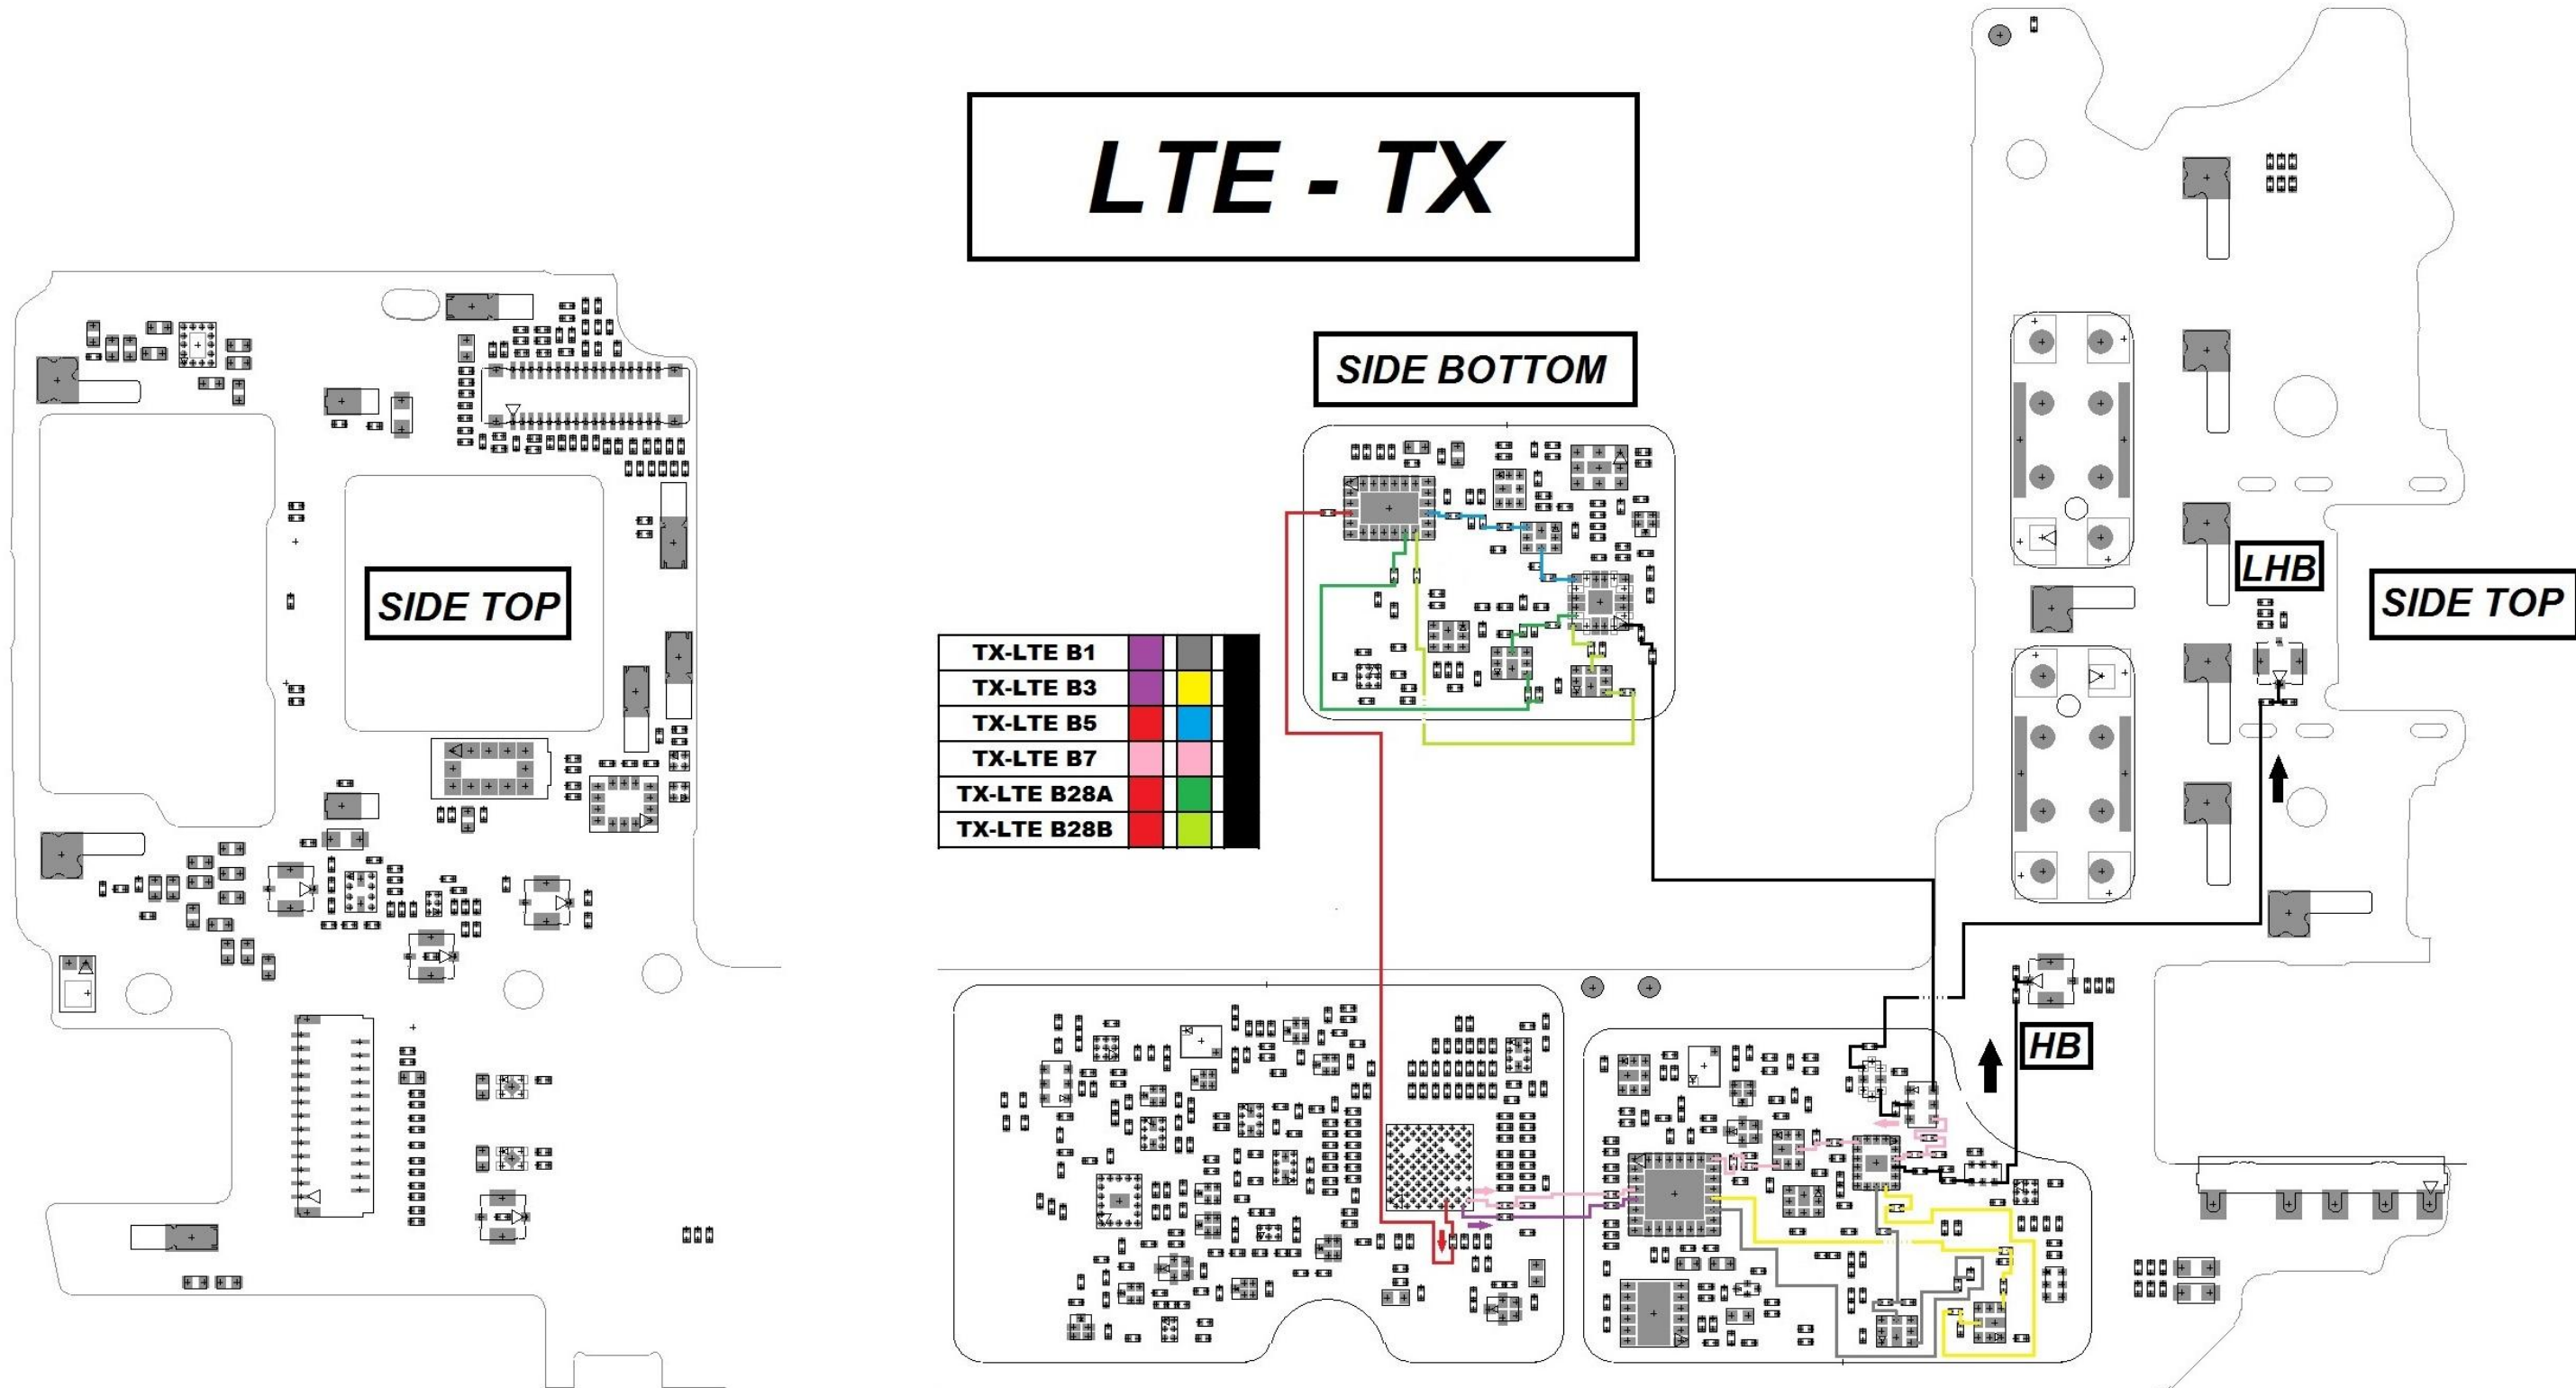 LTE - TX
SIDE BOTTOM
SIDE TOP
LHB
SIDE TOP
TX-LTE B1
TX-LTE B3
TX-LTE B5
TX-LTE B7
TX-LTE B28A
TX-LTE B28B
HB